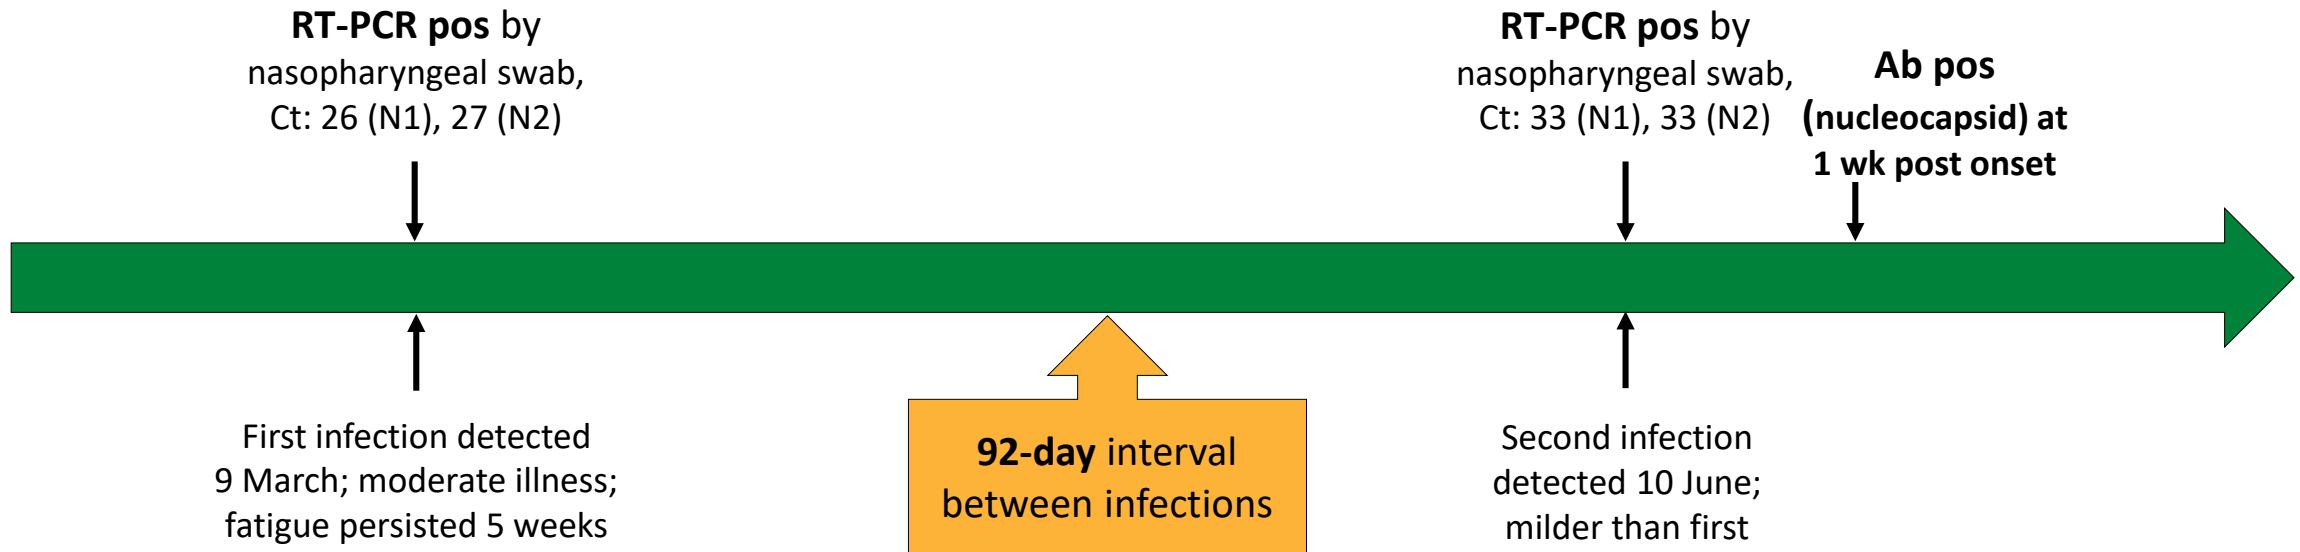 RT-PCR pos by
nasopharyngeal swab,
Ct: 26 (N1), 27 (N2)
RT-PCR pos by
nasopharyngeal swab,
Ct: 33 (N1), 33 (N2)
Ab pos
(nucleocapsid) at
1 wk post onset
First infection detected
9 March; moderate illness;
fatigue persisted 5 weeks
92-day interval
between infections
Second infection
detected 10 June;
milder than first